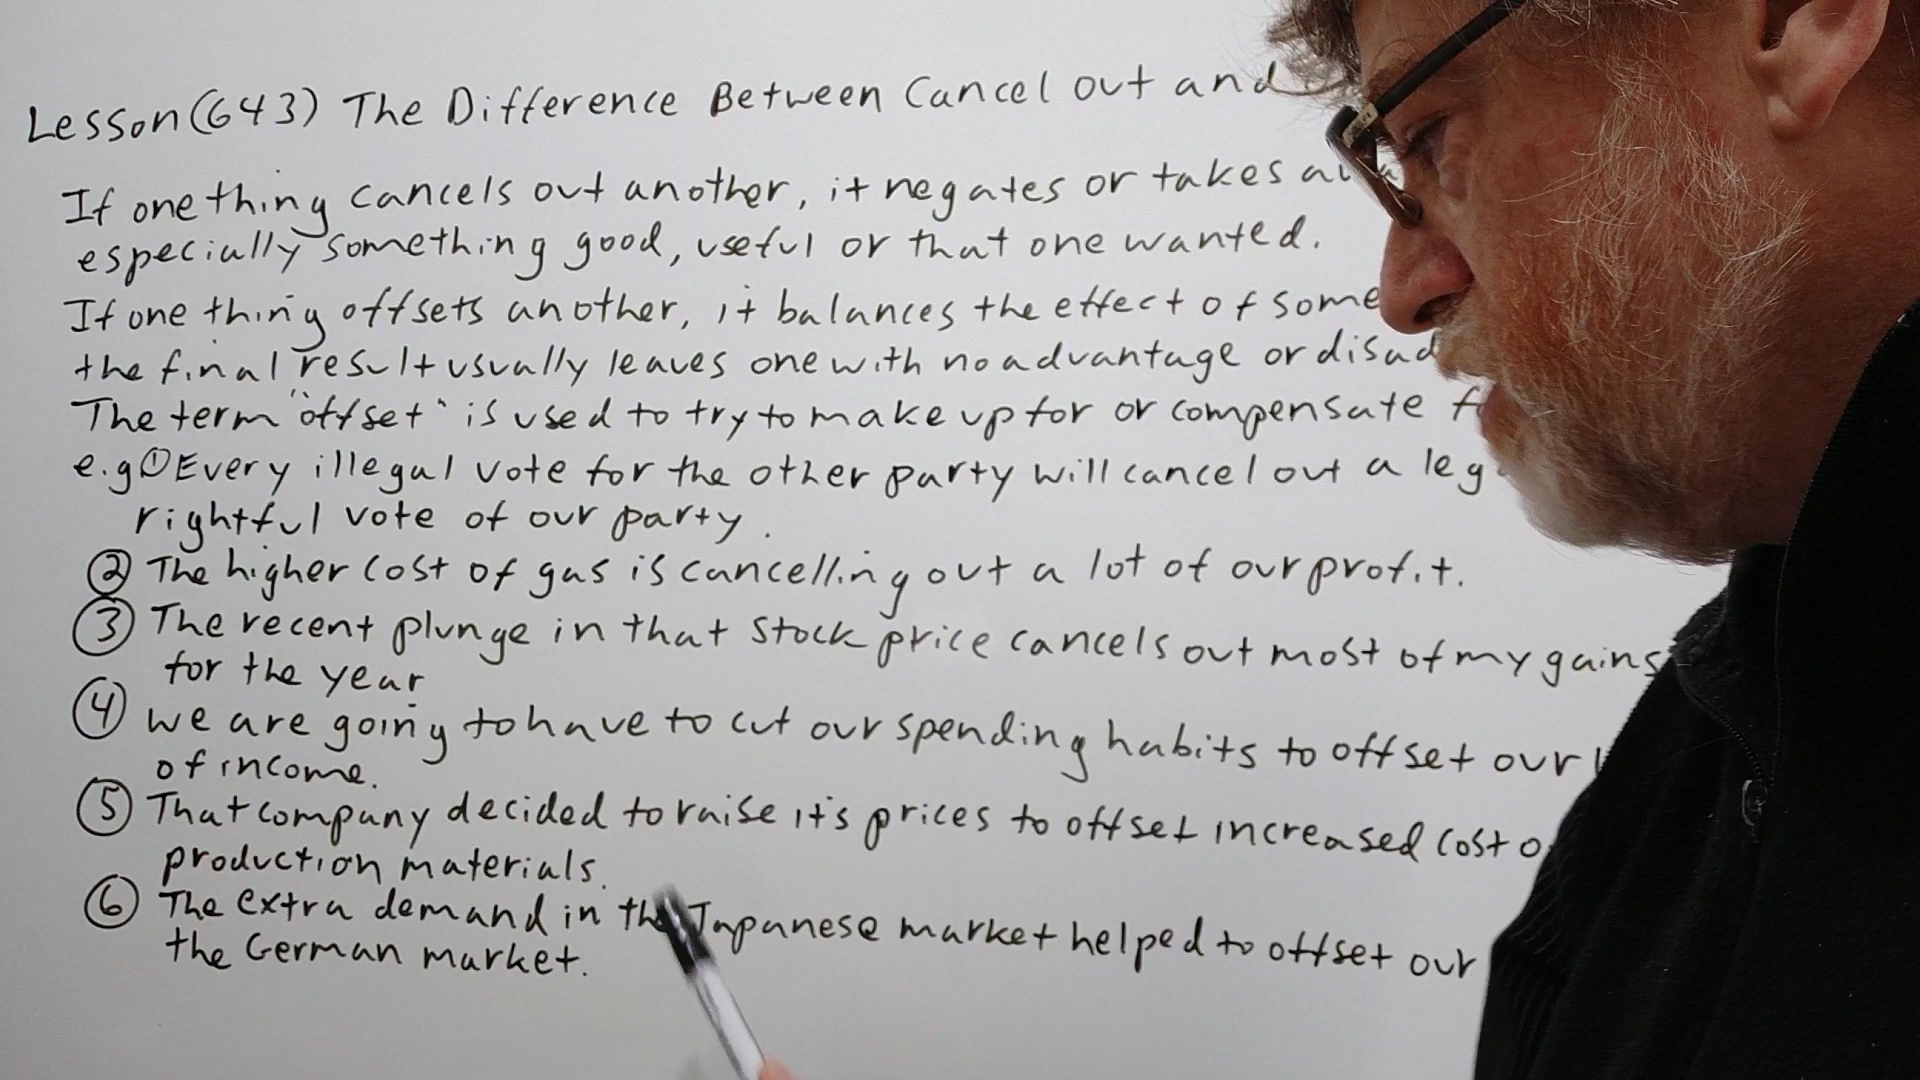 Lesson (643) The Difference Between Cancel out and
If one thing cancels out another, it negates or takes
especially something good, useful or that one wanted.
If one thing offsets another, it balances the effect of
the final result usually leaves one with no advantage or
The term "offset" is used to try to make up for or compensate
e.g ① Every illegal vote for the other party will cancel out a
rightful vote of our party.
② The higher cost of gas is cancelling out a lot of our profit.
③ The recent plunge in that stock price cancels out most of my gains
for the year.
④ we are going to have to cut our spending habits to offset our
of income.
⑤ That company decided to raise it's prices to offset increased cost
production materials.
⑥ The extra demand in the Japanese market helped to offset our
the German market.